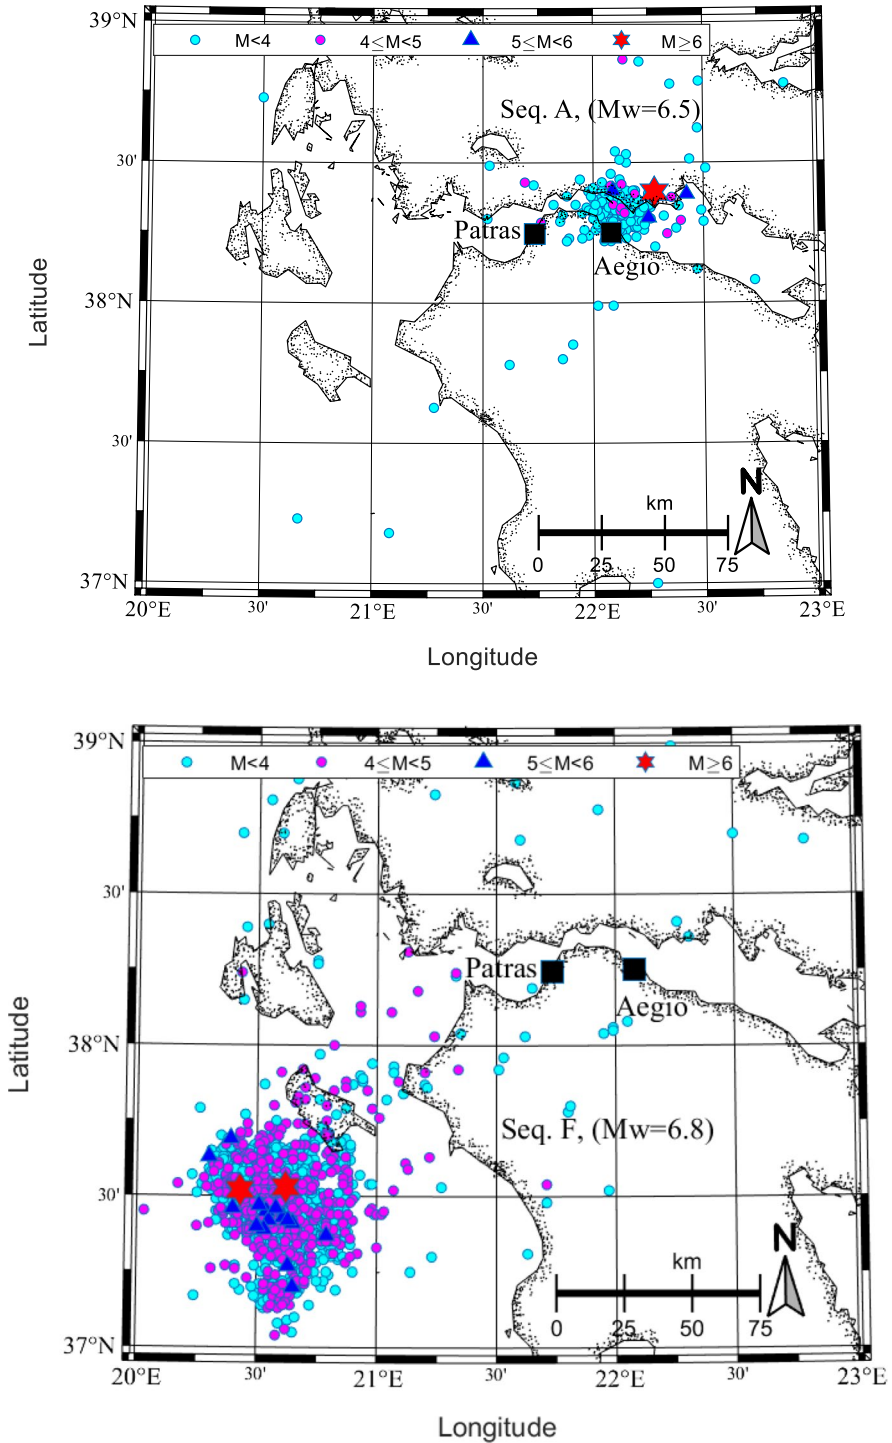 39°N
M<4 4≤M<5 5≤M<6 M≥6
Seq. A, (Mw=6.5)
30'
Patras
Aegio
Latitude
38°N
30'
N
km
0 25 50 75
37°N
20°E 30' 21°E 30' 22°E 30' 23°E
Longitude
39°N
M<4 4≤M<5 5≤M<6 M≥6
30'
Patras
Aegio
Latitude
38°N
Seq. F, (Mw=6.8)
30'
N
km
0 25 50 75
37°N
20°E 30' 21°E 30' 22°E 30' 23°E
Longitude